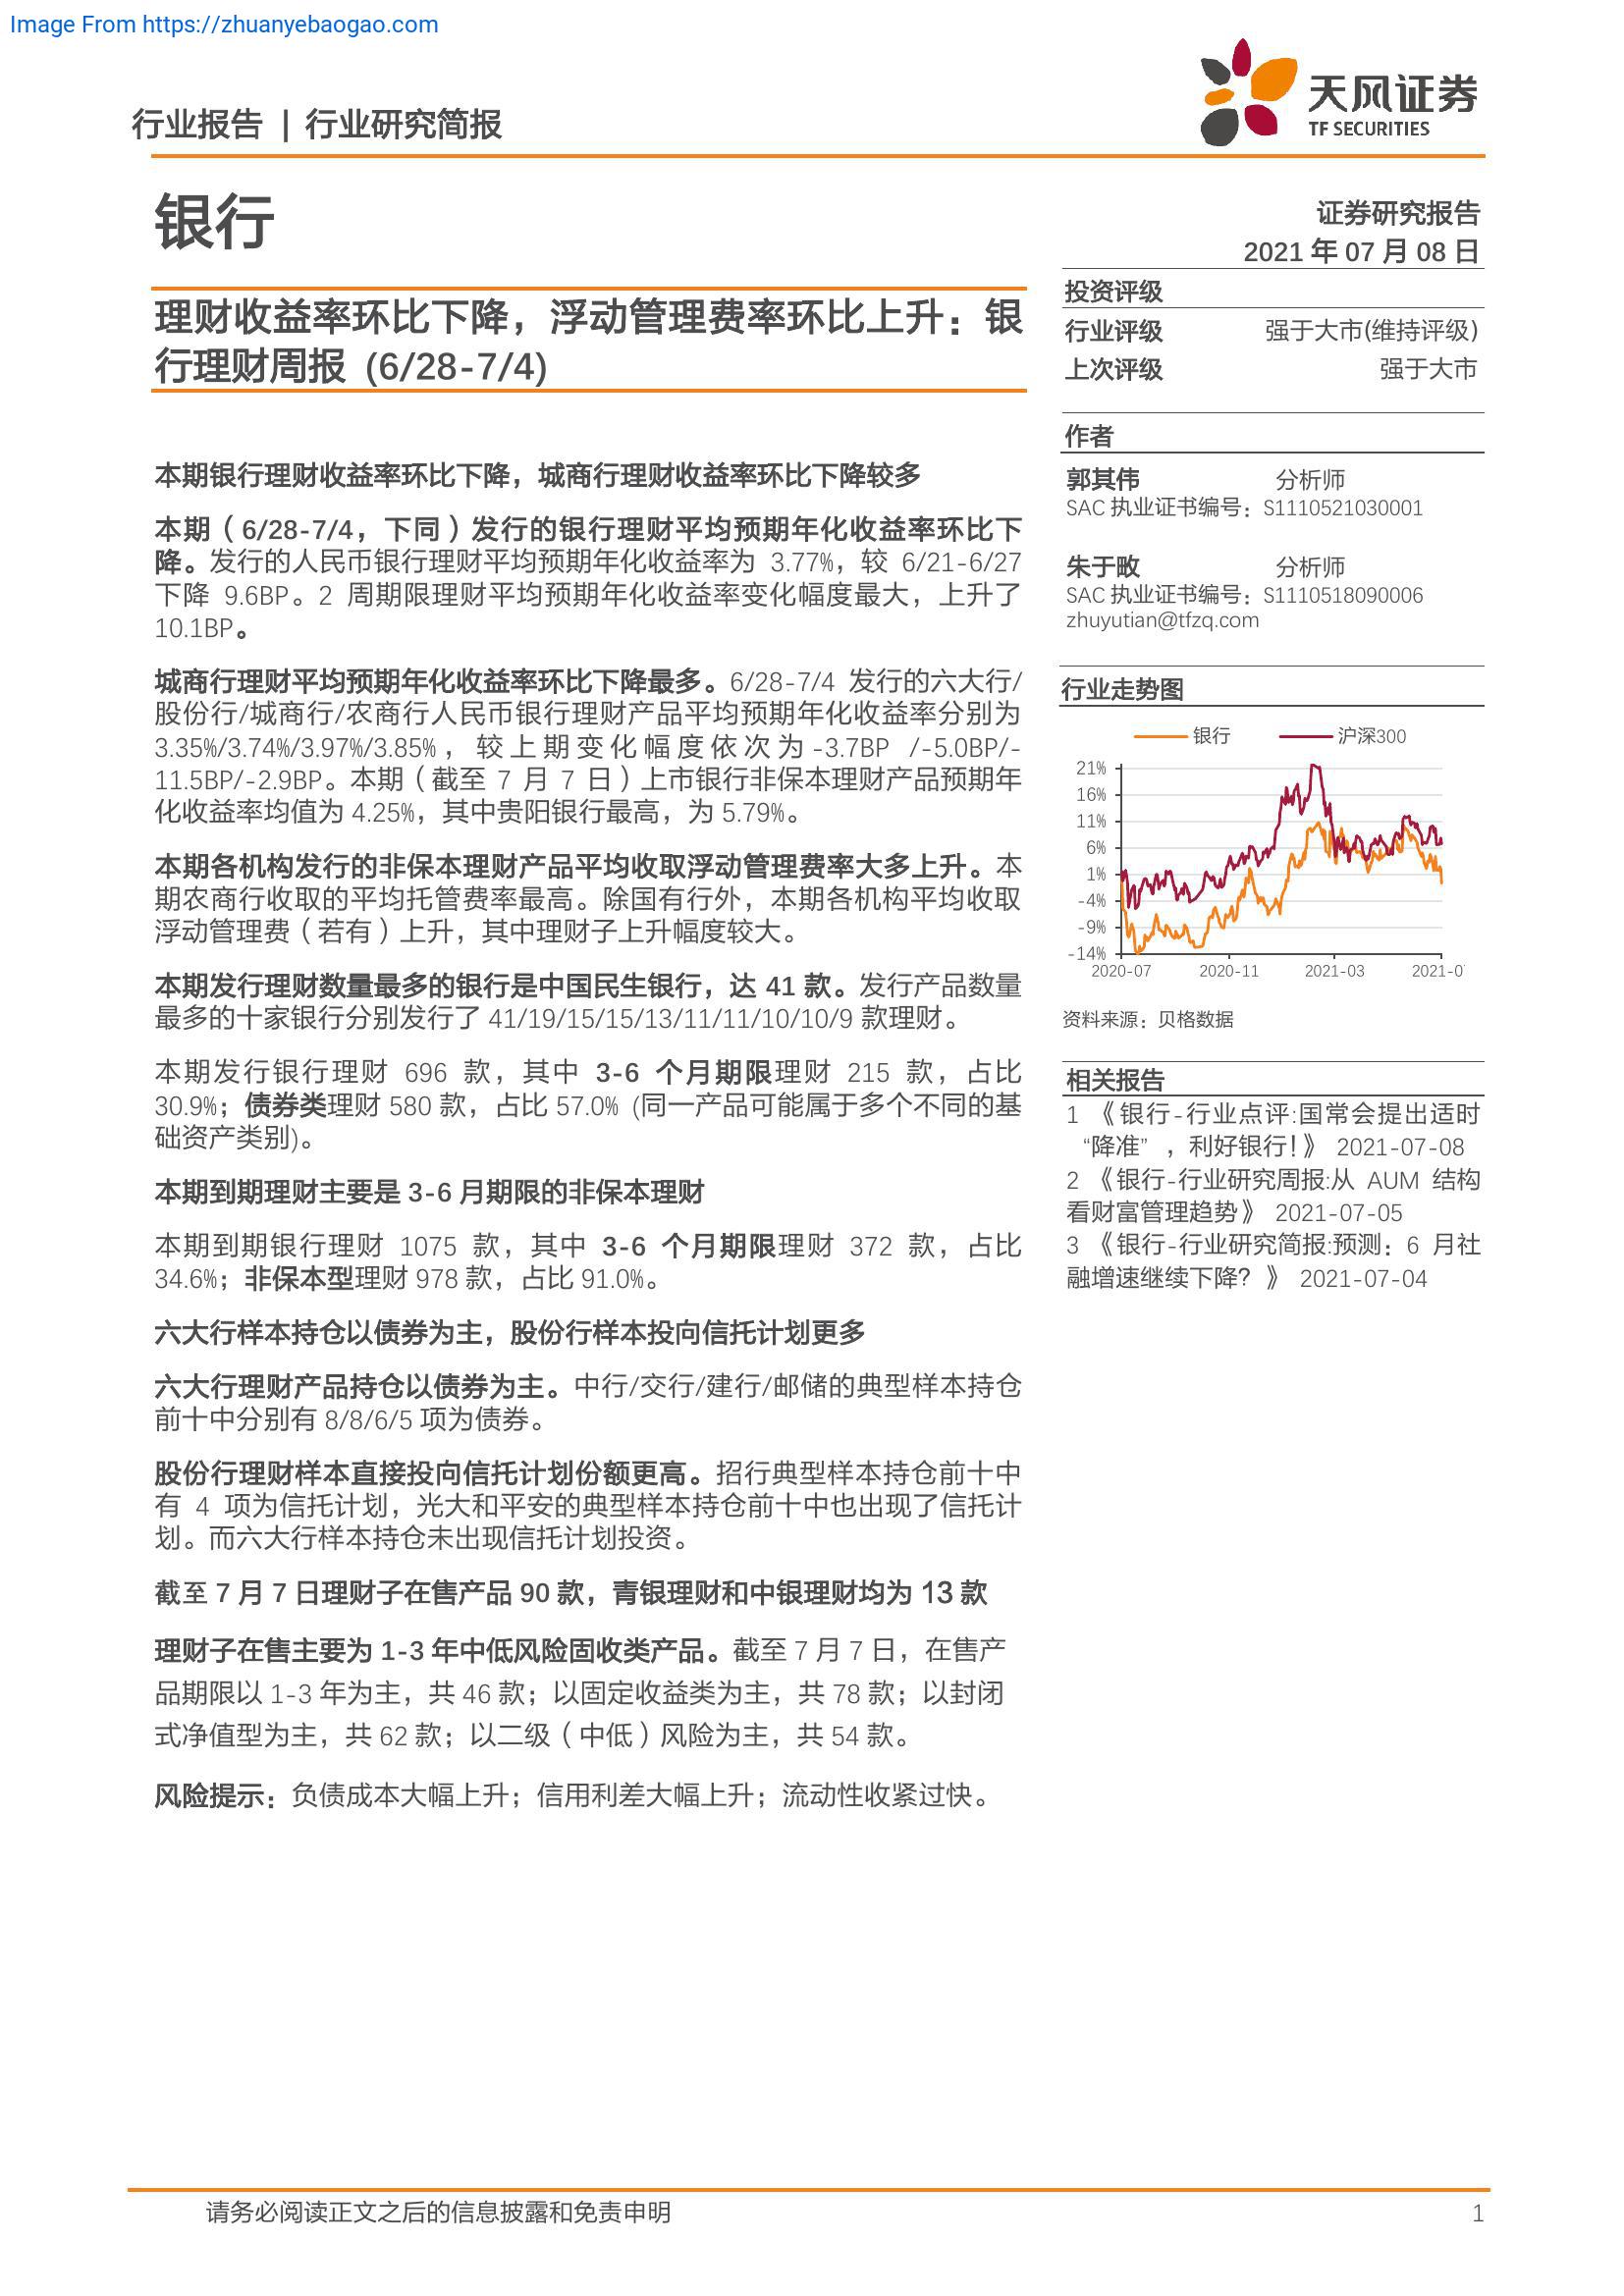 Image From https://zhuanyebaogao.com
行业报告 | 行业研究简报
天风证券
TF SECURITIES
银行
证券研究报告
2021 年 07 月 08 日
理财收益率环比下降，浮动管理费率环比上升：银
行理财周报 (6/28-7/4)
本期银行理财收益率环比下降，城商行理财收益率环比下降较多
本期（6/28-7/4，下同）发行的银行理财平均预期年化收益率环比下
降。发行的人民币银行理财平均预期年化收益率为 3.77%，较 6/21-6/27
下降 9.6BP。2 周期限理财平均预期年化收益率变化幅度最大，上升了
10.1BP。
城商行理财平均预期年化收益率环比下降最多。6/28-7/4 发行的六大行/
股份行/城商行/农商行人民币银行理财产品平均预期年化收益率分别为
3.35%/3.74%/3.97%/3.85%，较上期变化幅度依次为-3.7BP /-5.0BP/-
11.5BP/-2.9BP。本期（截至 7 月 7 日）上市银行非保本理财产品预期年
化收益率均值为 4.25%，其中贵阳银行最高，为 5.79%。
本期各机构发行的非保本理财产品平均收取浮动管理费率大多上升。本
期农商行收取的平均托管费率最高。除国有行外，本期各机构平均收取
浮动管理费（若有）上升，其中理财子上升幅度较大。
本期发行理财数量最多的银行是中国民生银行，达 41 款。发行产品数量
最多的十家银行分别发行了 41/19/15/15/13/11/11/10/10/9 款理财。
本期发行银行理财 696 款，其中 3-6 个月期限理财 215 款，占比
30.9%；债券类理财 580 款，占比 57.0% (同一产品可能属于多个不同的基
础资产类别)。
本期到期理财主要是 3-6 月期限的非保本理财
本期到期银行理财 1075 款，其中 3-6 个月期限理财 372 款，占比
34.6%；非保本型理财 978 款，占比 91.0%。
六大行样本持仓以债券为主，股份行样本投向信托计划更多
六大行理财产品持仓以债券为主。中行/交行/建行/邮储的典型样本持仓
前十中分别有 8/8/6/5 项为债券。
股份行理财样本直接投向信托计划份额更高。招行典型样本持仓前十中
有 4 项为信托计划，光大和平安的典型样本持仓前十中也出现了信托计
划。而六大行样本持仓未出现信托计划投资。
截至 7 月 7 日理财子在售产品 90 款，青银理财和中银理财均为 13 款
理财子在售主要为 1-3 年中低风险固收类产品。截至 7 月 7 日，在售产
品期限以 1-3 年为主，共 46 款；以固定收益类为主，共 78 款；以封闭
式净值型为主，共 62 款；以二级（中低）风险为主，共 54 款。
风险提示：负债成本大幅上升；信用利差大幅上升；流动性收紧过快。
投资评级
行业评级 强于大市(维持评级)
上次评级 强于大市
作者
郭其伟 分析师
SAC 执业证书编号：S1110521030001
朱于畋 分析师
SAC 执业证书编号：S1110518090006
zhuyutian@tfzq.com
行业走势图
银行 沪深300
21%
16%
11%
6%
1%
-4%
-9%
-14%
2020-07 2020-11 2021-03 2021-0
资料来源：贝格数据
相关报告
1 《银行-行业点评:国常会提出适时
“降准” ，利好银行!》 2021-07-08
2 《银行-行业研究周报:从 AUM 结构
看财富管理趋势》 2021-07-05
3 《银行-行业研究简报:预测：6 月社
融增速继续下降？》 2021-07-04
请务必阅读正文之后的信息披露和免责申明 1